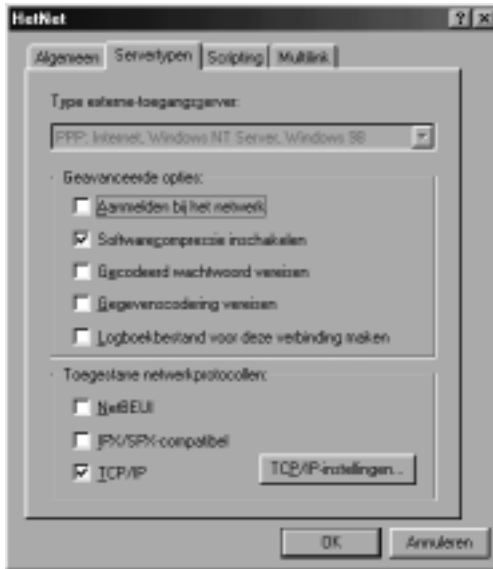 HetNet
Algemeen Servertypen Scripting Multilink
Type externe-toegangsserver:
PPP: Internet, Windows NT Server, Windows 98
Geavanceerde opties:
Aanmelden bij het netwerk
Softwarecompressie inschakelen
Gecodeerd wachtwoord vereisen
Gegevenscodering vereisen
Logboekbestand voor deze verbinding maken
Toegestane netwerkprotocollen:
NetBEUI
IPX/SPX-compatibel
TCP/IP
TCP/IP-instellingen...
OK Annuleren